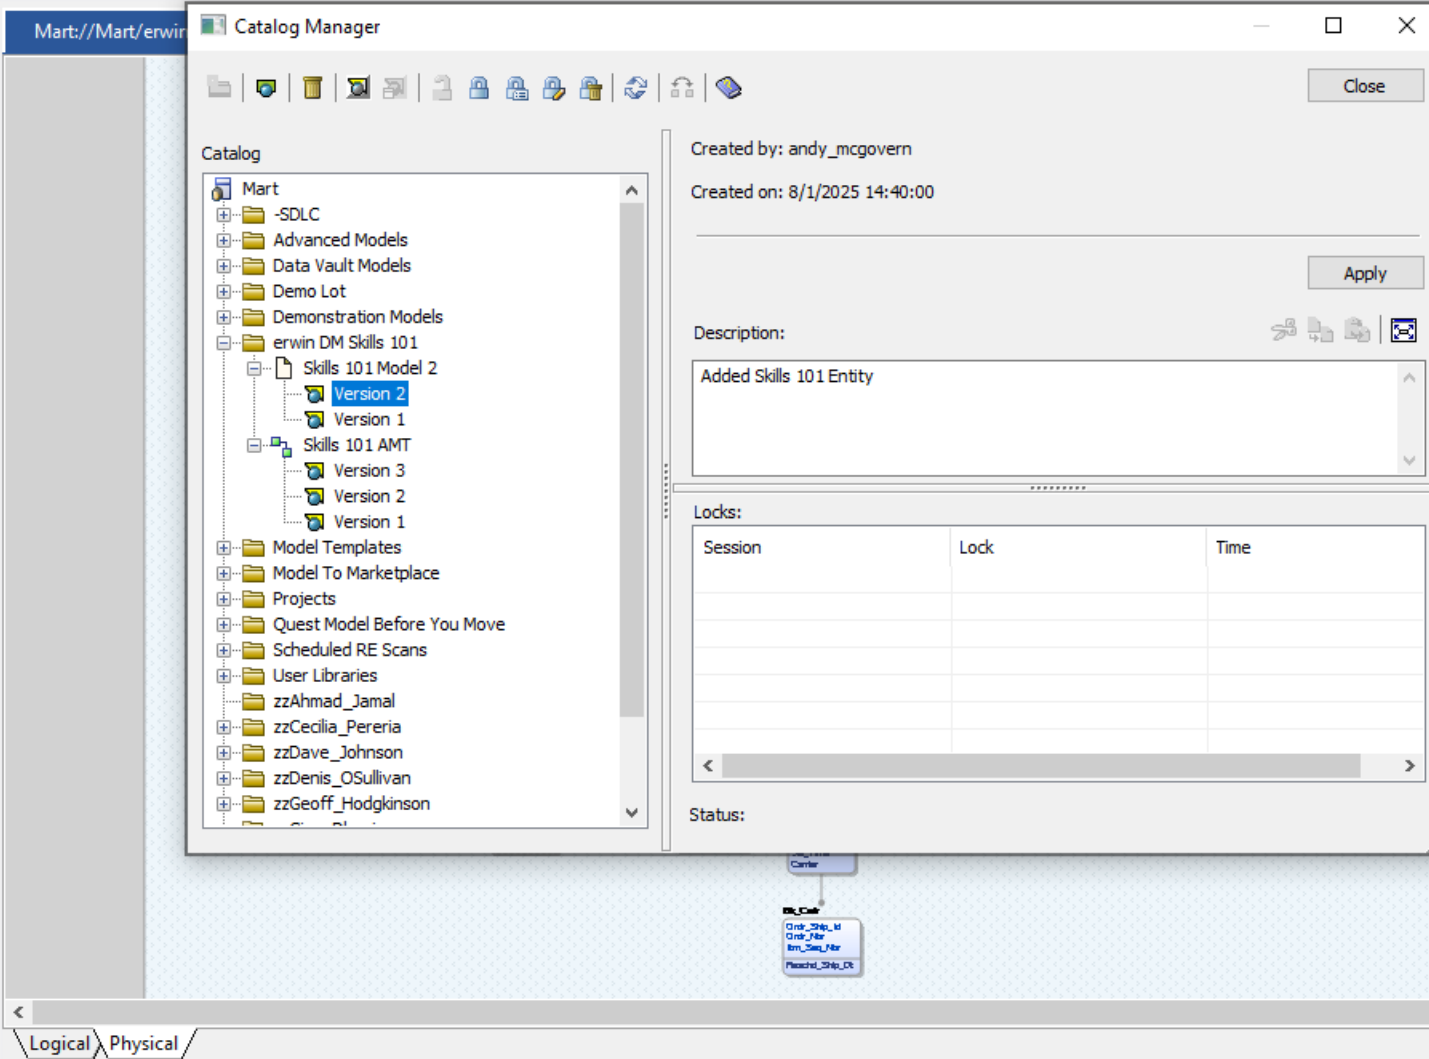 Mart://Mart/erwin
Catalog Manager
Close
Catalog
Mart
-SDLC
Advanced Models
Data Vault Models
Demo Lot
Demonstration Models
erwin DM Skills 101
Skills 101 Model 2
Version 2
Version 1
Skills 101 AMT
Version 3
Version 2
Version 1
Model Templates
Model To Marketplace
Projects
Quest Model Before You Move
Scheduled RE Scans
User Libraries
zzAhmad_Jamal
zzCecilia_Pereria
zzDave_Johnson
zzDenis_OSullivan
zzGeoff_Hodgkinson
Created by: andy_mcgovern
Created on: 8/1/2025 14:40:00
Apply
Description:
Added Skills 101 Entity
Locks:
Session Lock Time
Status:
Carrier
Ordr_Ship_Id
Ordr_Nbr
Itm_Seq_Nbr
Logical Physical